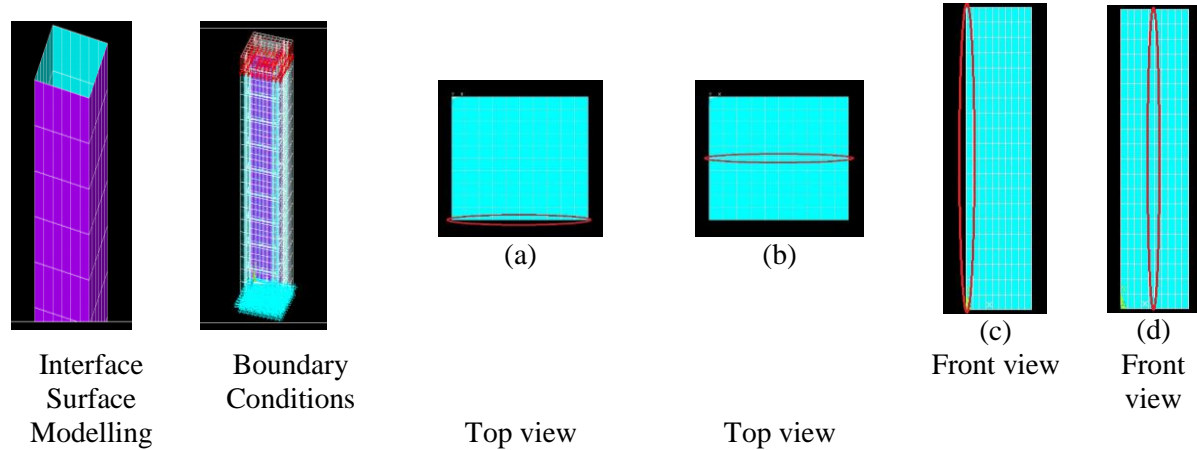 (a)
(b)
(c)
(d)
Interface
Surface
Modelling
Boundary
Conditions
Top view
Top view
Front view
Front
view